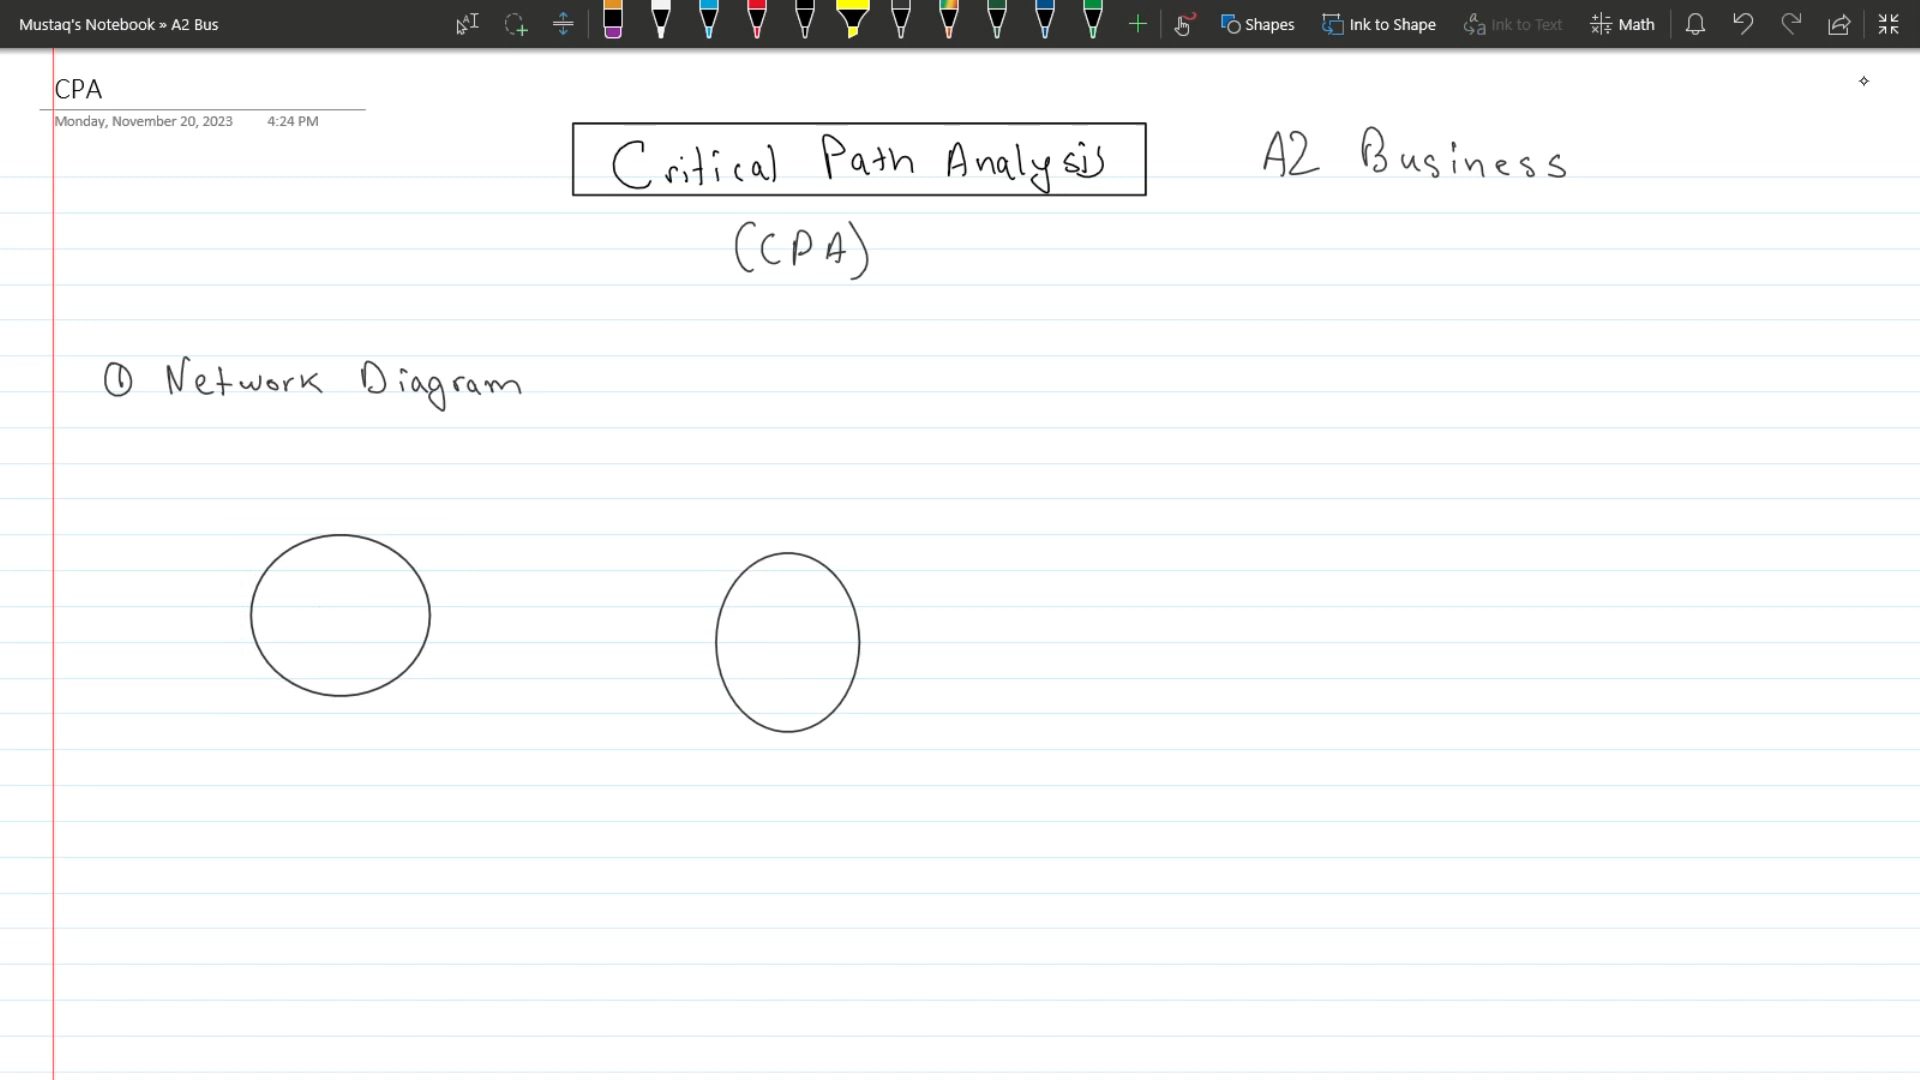 Mustaq's Notebook » A2 Bus
Shapes
Ink to Shape
Ink to Text
Math
CPA
Monday, November 20, 2023 4:24 PM
Critical Path Analysis
A2 Business
(CPA)
① Network Diagram